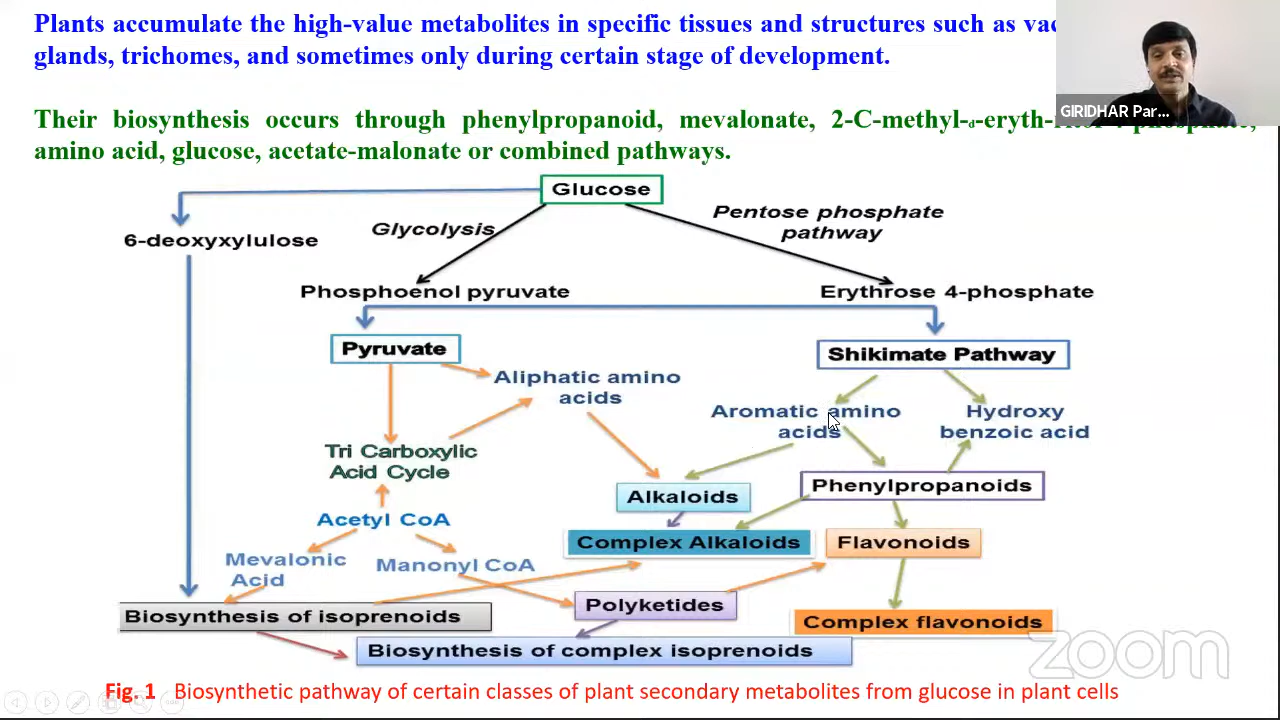 Plants accumulate the high-value metabolites in specific tissues and structures such as
glands, trichomes, and sometimes only during certain stage of development.
GIRIDHAR Par...
Their biosynthesis occurs through phenylpropanoid, mevalonate,
amino acid, glucose, acetate-malonate or combined pathways.
Glucose
Glycolysis
Pentose phosphate
pathway
6-deoxyxylulose
Phosphoenol pyruvate
Erythrose 4-phosphate
Pyruvate
Shikimate Pathway
Aliphatic amino
acids
Aromatic amino
acids
Hydroxy
benzoic acid
Tri Carboxylic
Acid Cycle
Alkaloids
Phenylpropanoids
Acetyl CoA
Complex Alkaloids
Flavonoids
Mevalonic
Acid
Manonyl CoA
Biosynthesis of isoprenoids
Polyketides
Complex flavonoids
Biosynthesis of complex isoprenoids
zoom
Fig. 1 Biosynthetic pathway of certain classes of plant secondary metabolites from glucose in plant cells